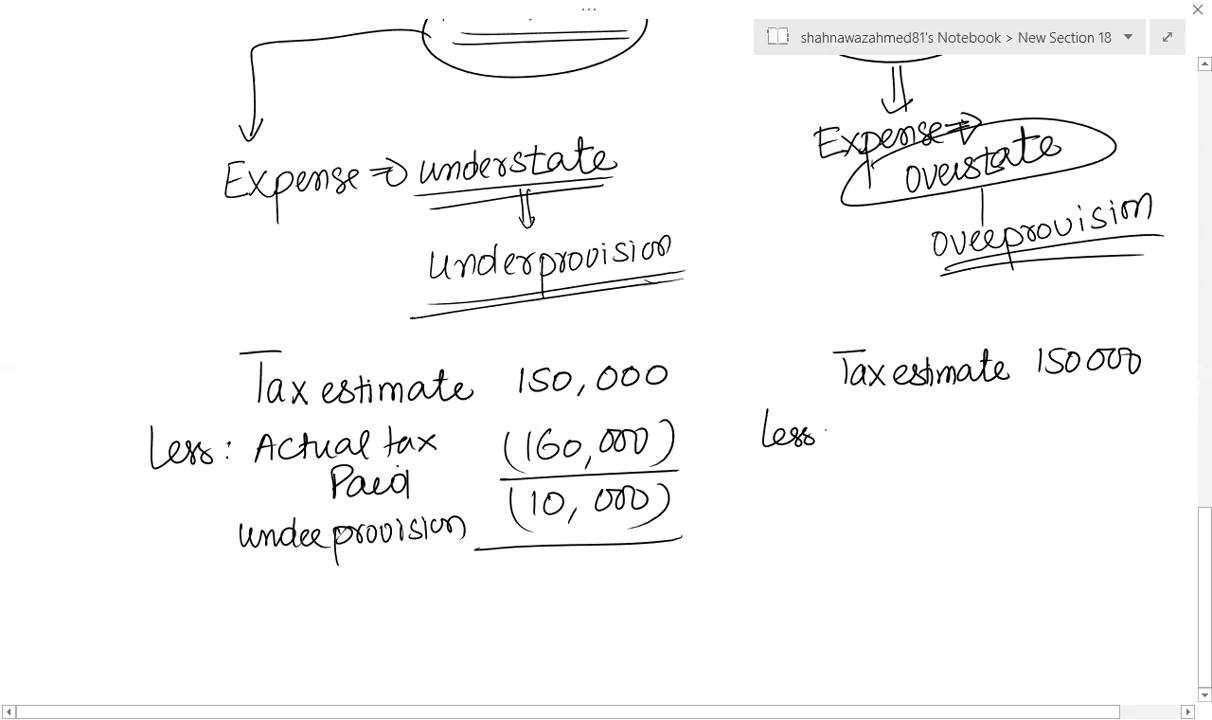 shahnawazahmed81's Notebook > New Section 18
Expense ⇒ understate
underprovision
Tax estimate 150,000
Less: Actual tax (160,000)
Paid
underprovision (10,000)
Expense ⇒
overstate
oveeprovision
Tax estimate 150000
Less